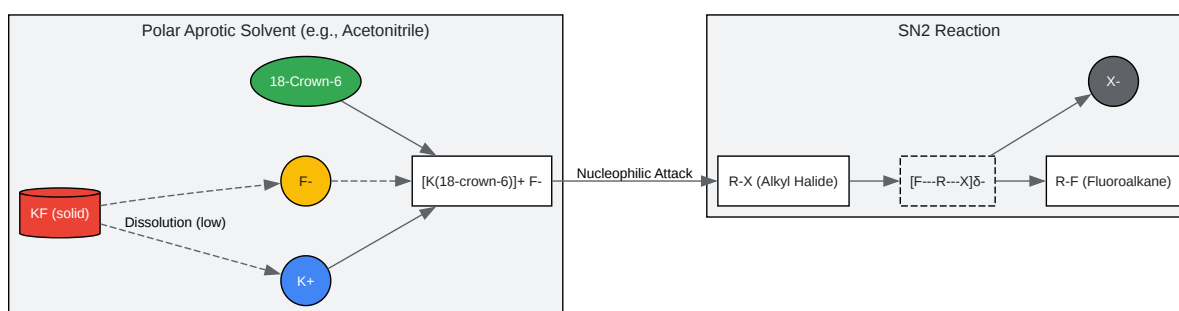 Polar Aprotic Solvent (e.g., Acetonitrile)
18-Crown-6
KF (solid)
Dissolution (low)
F-
K+
[K(18-crown-6)]+ F-
Nucleophilic Attack
SN2 Reaction
X-
R-X (Alkyl Halide)
[F---R---X]δ-
R-F (Fluoroalkane)